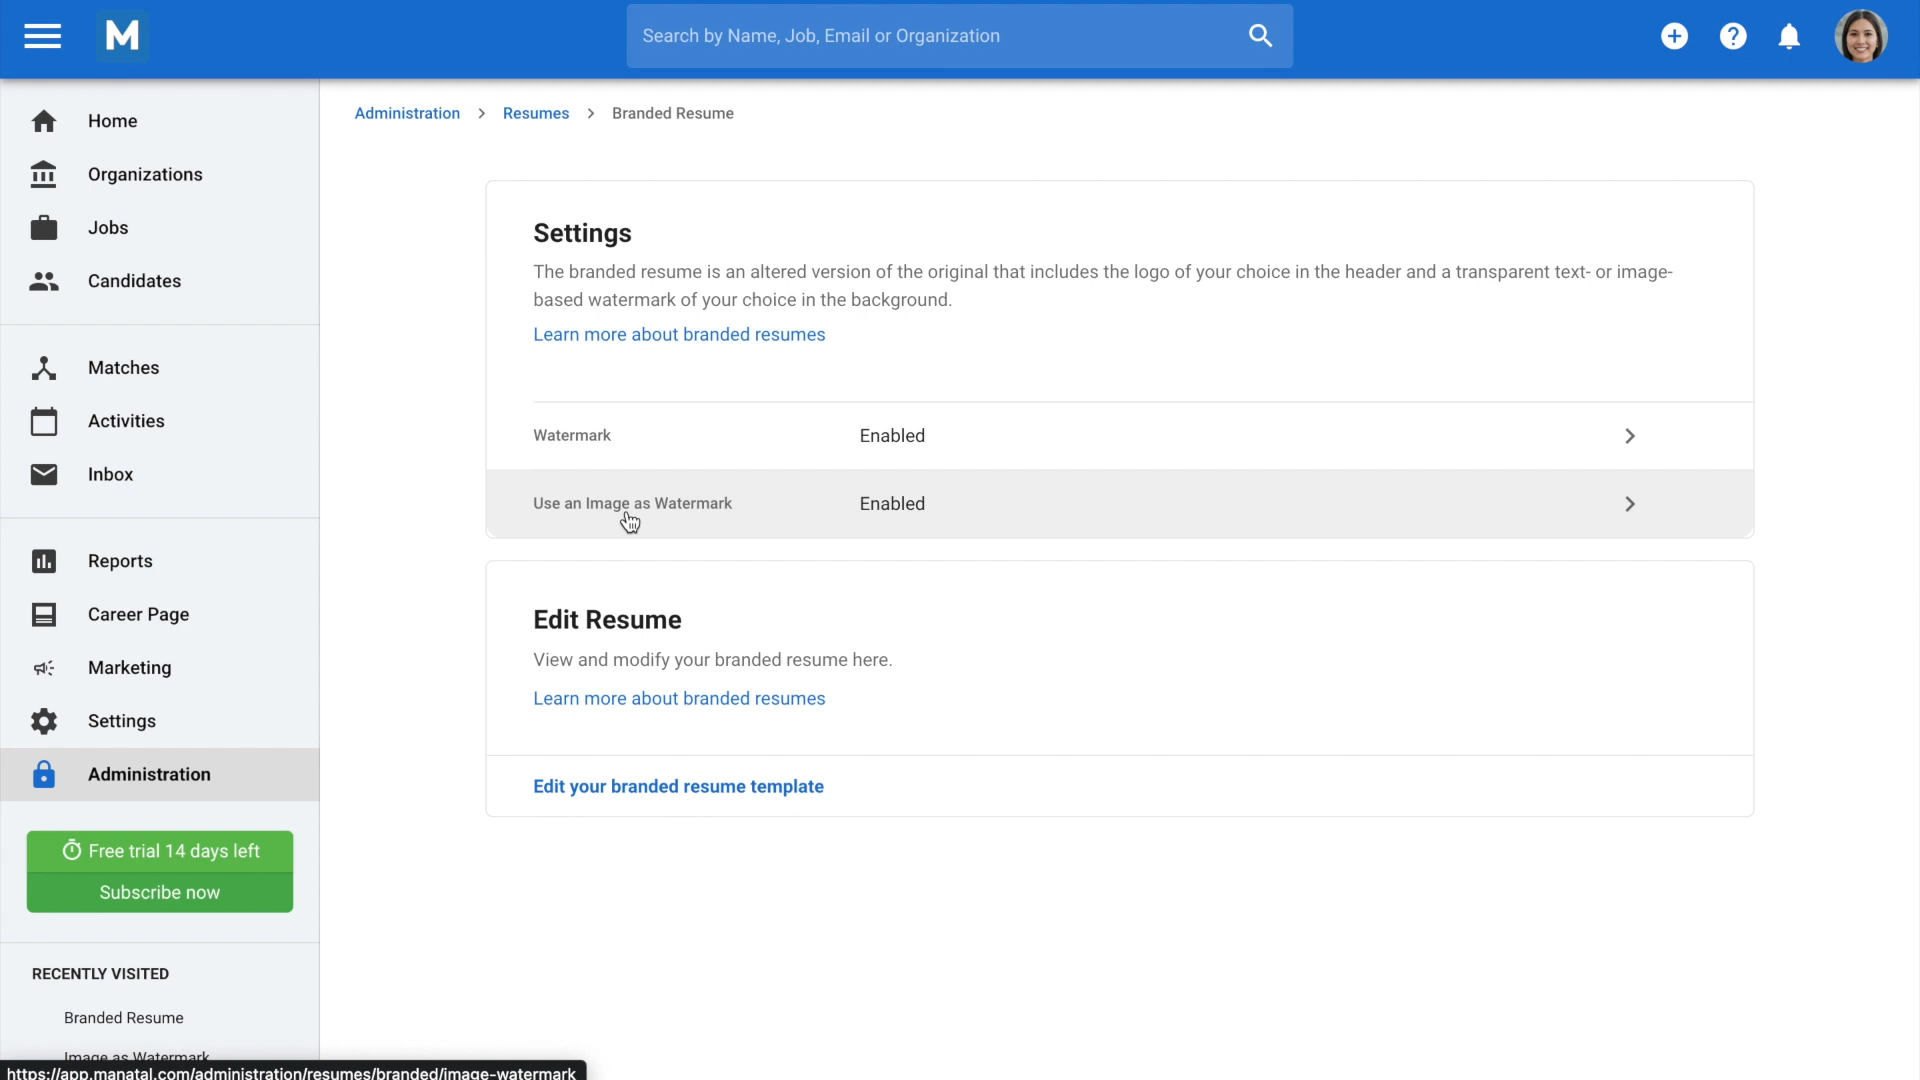 M
Search by Name, Job, Email or Organization
Home
Organizations
Jobs
Candidates
Matches
Activities
Inbox
Reports
Career Page
Marketing
Settings
Administration
Free trial 14 days left
Subscribe now
RECENTLY VISITED
Branded Resume
Image as Watermark
https://app.manatal.com/administration/resumes/branded/image-watermark
Administration > Resumes > Branded Resume
Settings
The branded resume is an altered version of the original that includes the logo of your choice in the header and a transparent text- or image-
based watermark of your choice in the background.
Learn more about branded resumes
Watermark Enabled
Use an Image as Watermark Enabled
Edit Resume
View and modify your branded resume here.
Learn more about branded resumes
Edit your branded resume template